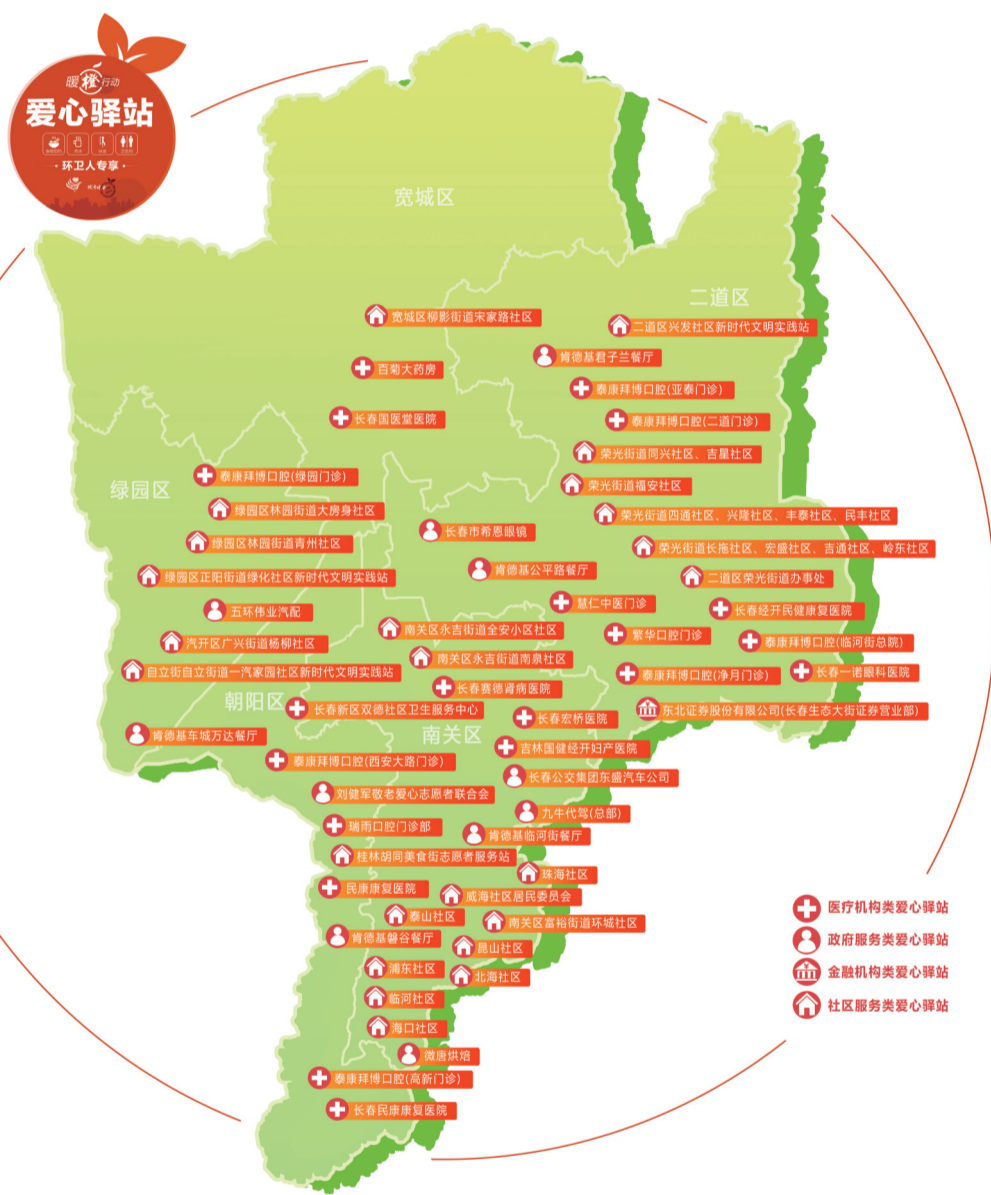 暖橙行动
爱心驿站
环卫人专享
宽城区
二道区
宽城区柳影街道宋家路社区
二道区兴发社区新时代文明实践站
肯德基君子兰餐厅
百菊大药房
泰康拜博口腔(亚泰门诊)
长春国医堂医院
泰康拜博口腔(二道门诊)
荣光街道同兴社区、吉星社区
泰康拜博口腔(绿园门诊)
绿园区
荣光街道福安社区
绿园区林园街道大房身社区
荣光街道四通社区、兴隆社区、丰泰社区、民丰社区
长春市希恩眼镜
绿园区林园街道青州社区
荣光街道长拖社区、宏盛社区、吉通社区、岭东社区
肯德基公平路餐厅
绿园区正阳街道绿化社区新时代文明实践站
二道区荣光街道办事处
慧仁中医门诊
五环伟业汽配
长春经开民健康复医院
南关区永吉街道全安小区社区
繁华口腔门诊
汽开区广兴街道杨柳社区
泰康拜博口腔(临河街总院)
南关区永吉街道南泉社区
自立街自立街道一汽家园社区新时代文明实践站
泰康拜博口腔(净月门诊)
长春一诺眼科医院
长春赛德肾病医院
朝阳区
长春新区双德社区卫生服务中心
东北证券股份有限公司(长春生态大街证券营业部)
长春宏桥医院
南关区
肯德基车城万达餐厅
吉林国健经开妇产医院
泰康拜博口腔(西安大路门诊)
长春公交集团东盛汽车公司
刘健军敬老爱心志愿者联合会
九牛代驾(总部)
瑞雨口腔门诊部
肯德基临河街餐厅
桂林胡同美食街志愿者服务站
珠海社区
民康康复医院
威海社区居民委员会
泰山社区
南关区富裕街道环城社区
肯德基磐谷餐厅
昆山社区
浦东社区
北海社区
临河社区
海口社区
微唐烘焙
泰康拜博口腔(高新门诊)
长春民康康复医院
医疗机构类爱心驿站
政府服务类爱心驿站
金融机构类爱心驿站
社区服务类爱心驿站